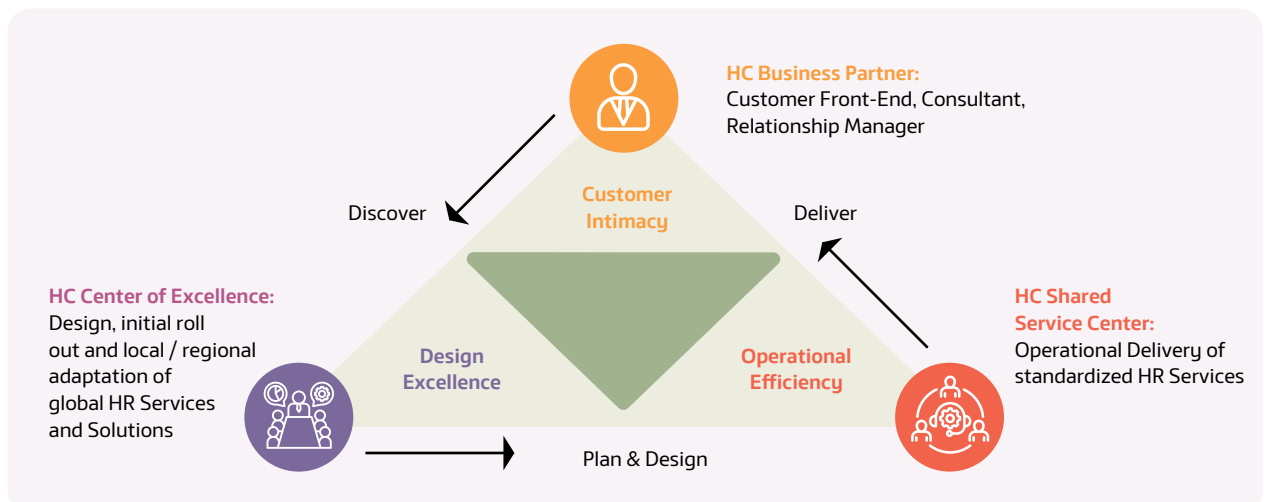 HC Business Partner:
Customer Front-End, Consultant,
Relationship Manager
Customer
Intimacy
Discover
Deliver
HC Center of Excellence:
Design, initial roll
out and local / regional
adaptation of
global HR Services
and Solutions
Design
Excellence
Operational
Efficiency
HC Shared
Service Center:
Operational Delivery of
standardized HR Services
Plan & Design